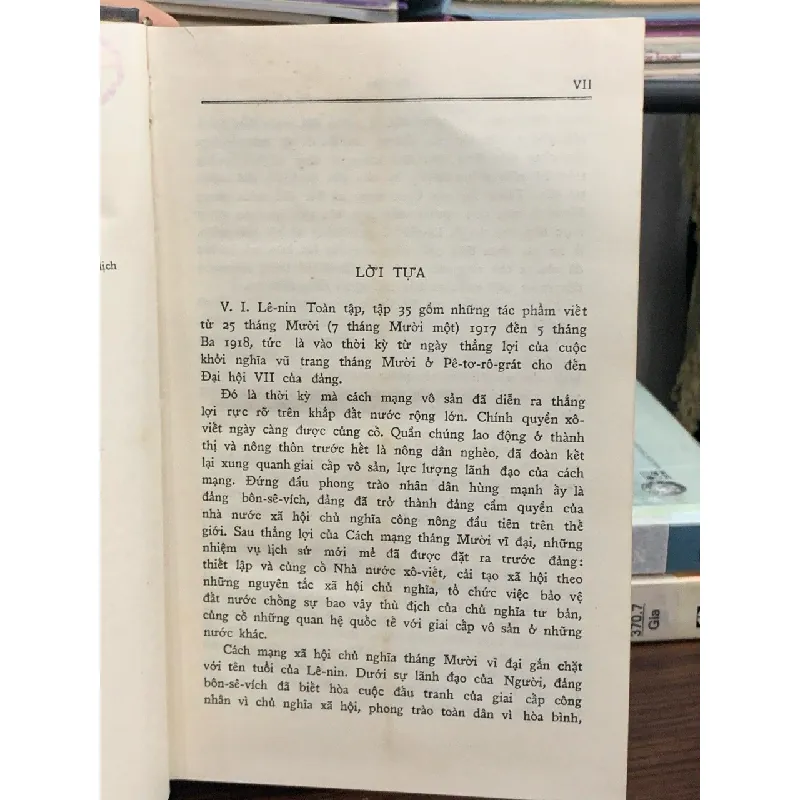 VII
LỜI TỰA
V. I. Lê-nin Toàn tập, tập 35 gồm những tác phẩm viết
từ 25 tháng Mười (7 tháng Mười một) 1917 đến 5 tháng
Ba 1918, tức là vào thời kỳ từ ngày thắng lợi của cuộc
khởi nghĩa vũ trang tháng Mười ở Pê-tơ-rô-grát cho đến
Đại hội VII của đảng.
Đó là thời kỳ mà cách mạng vô sản đã diễn ra thắng
lợi rực rỡ trên khắp đất nước rộng lớn. Chính quyền xô-
viết ngày càng được củng cố. Quần chúng lao động ở thành
thị và nông thôn trước hết là nông dân nghèo, đã đoàn kết
lại xung quanh giai cấp vô sản, lực lượng lãnh đạo của cách
mạng. Đứng đầu phong trào nhân dân hùng mạnh ấy là
đảng bôn-sê-vích, đảng đã trở thành đảng cầm quyền của
nhà nước xã hội chủ nghĩa công nông đầu tiên trên thế
giới. Sau thắng lợi của Cách mạng tháng Mười vĩ đại, những
nhiệm vụ lịch sử mới mẻ đã được đặt ra trước đảng:
thiết lập và củng cố Nhà nước xô-viết, cải tạo xã hội theo
những nguyên tắc xã hội chủ nghĩa, tổ chức việc bảo vệ
đất nước chống sự bao vây thù địch của chủ nghĩa tư bản,
củng cố những quan hệ quốc tế với giai cấp vô sản ở những
nước khác.
Cách mạng xã hội chủ nghĩa tháng Mười vĩ đại gắn chặt
với tên tuổi của Lê-nin. Dưới sự lãnh đạo của Người, đảng
bôn-sê-vích đã biết hòa cuộc đấu tranh của giai cấp công
nhân vì chủ nghĩa xã hội, phong trào toàn dân vì hòa bình,
370.7
Gia